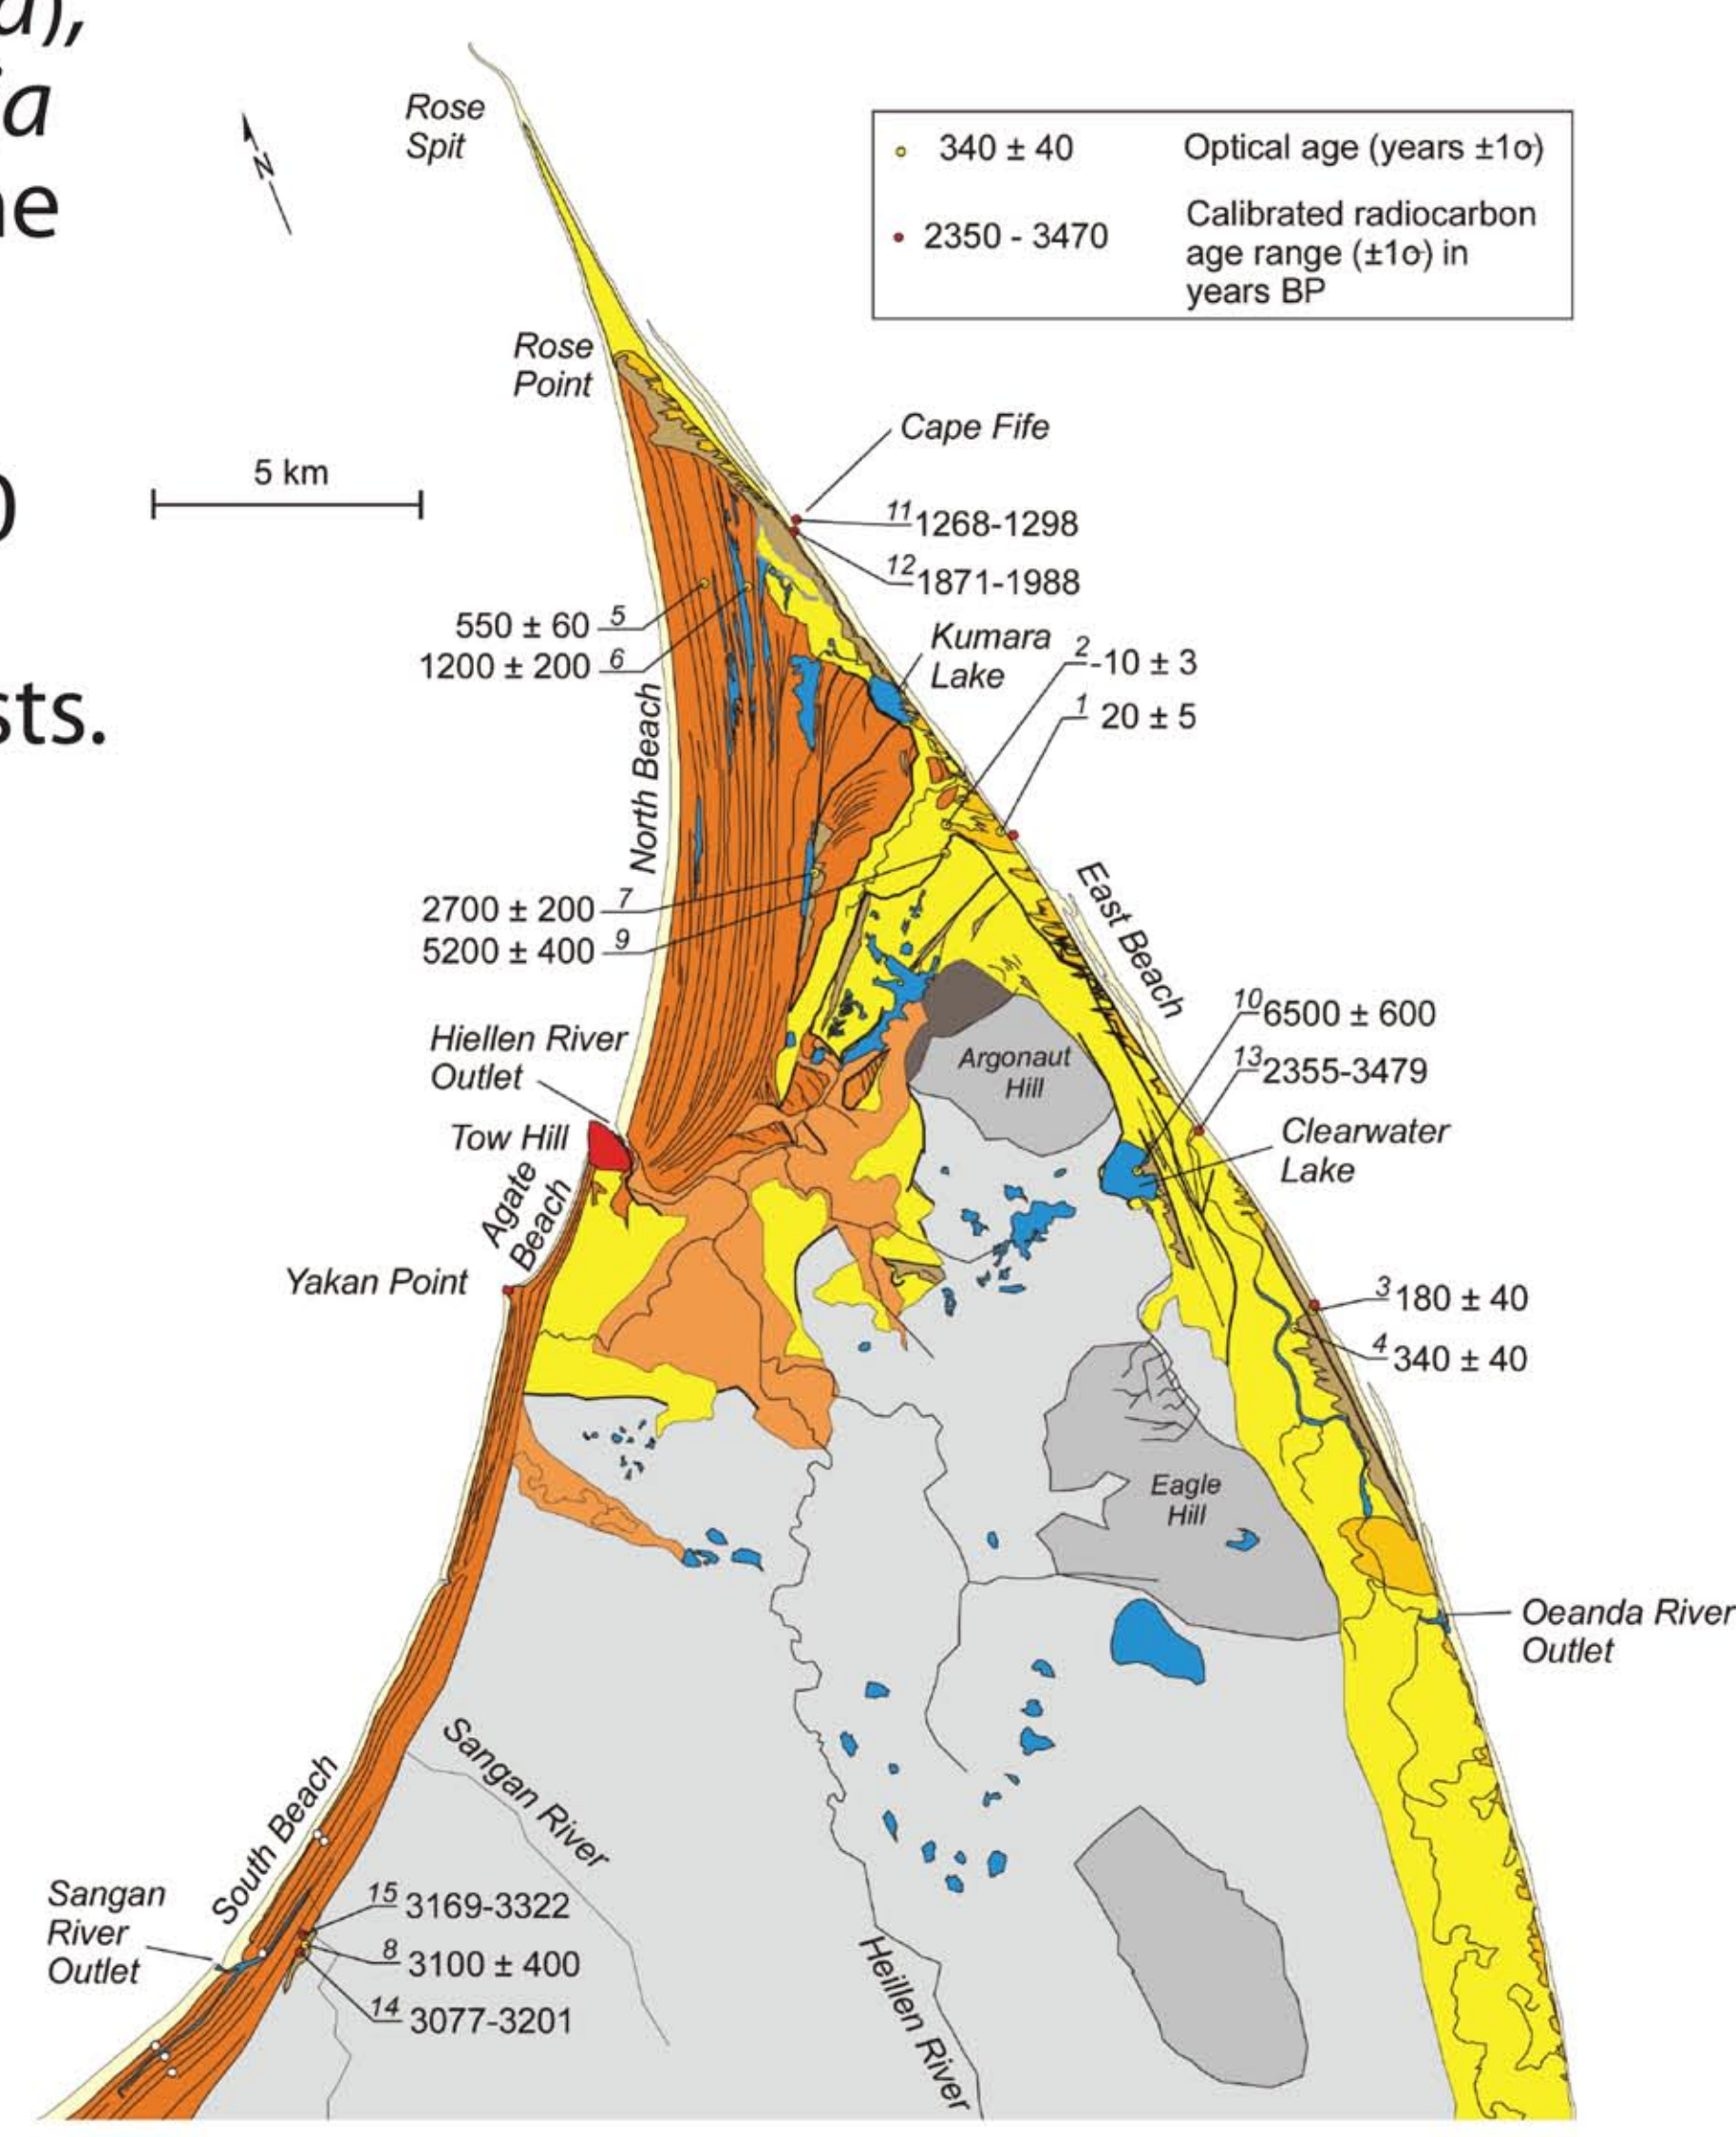 a),
ia
ne
0
sts.
Rose
Spit
N
340 ± 40 Optical age (years ±1σ)
2350 - 3470 Calibrated radiocarbon
age range (±1σ) in
years BP
Rose
Point
Cape Fife
5 km
11 1268-1298
12 1871-1988
550 ± 60 5
1200 ± 200 6
Kumara
Lake
2 -10 ± 3
1 20 ± 5
North Beach
2700 ± 200 7
5200 ± 400 9
East Beach
10 6500 ± 600
13 2355-3479
Hiellen River
Outlet
Argonaut
Hill
Tow Hill
Clearwater
Lake
Agate
Beach
Yakan Point
3 180 ± 40
4 340 ± 40
Eagle
Hill
Oeanda River
Outlet
Sangan River
South Beach
Sangan
River
Outlet
15 3169-3322
8 3100 ± 400
14 3077-3201
Heillen River